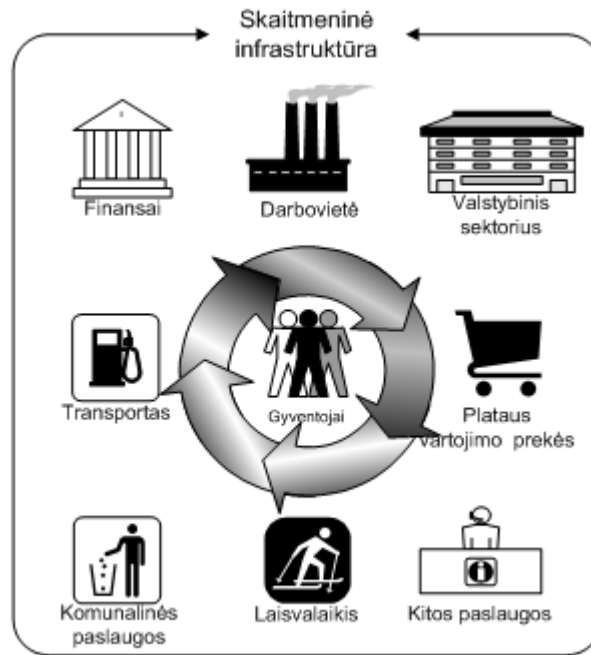 Skaitmeninė
infrastruktūra
Finansai
Darbovietė
Valstybinis
sektorius
Transportas
Gyventojai
Plataus
vartojimo prekės
Komunalinės
paslaugos
Laisvalaikis
Kitos paslaugos